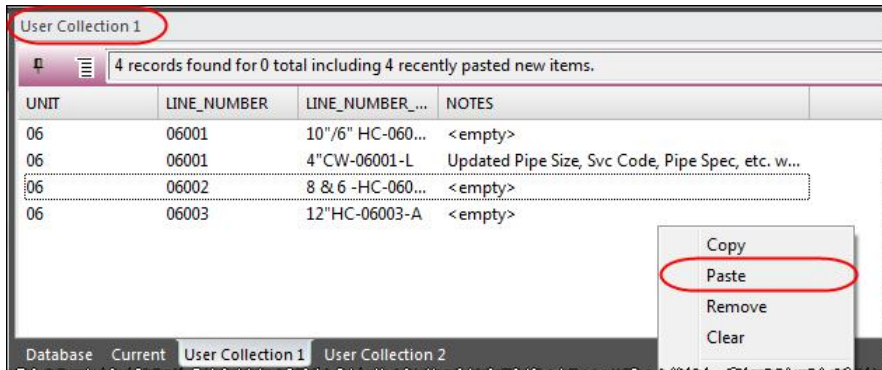 User Collection 1
4 records found for 0 total including 4 recently pasted new items.
UNIT LINE_NUMBER LINE_NUMBER_... NOTES
06 06001 10"/6" HC-060... <empty>
06 06001 4"CW-06001-L Updated Pipe Size, Svc Code, Pipe Spec, etc. w...
06 06002 8 & 6 -HC-060... <empty>
06 06003 12"HC-06003-A <empty>
Copy
Paste
Remove
Clear
Database Current User Collection 1 User Collection 2